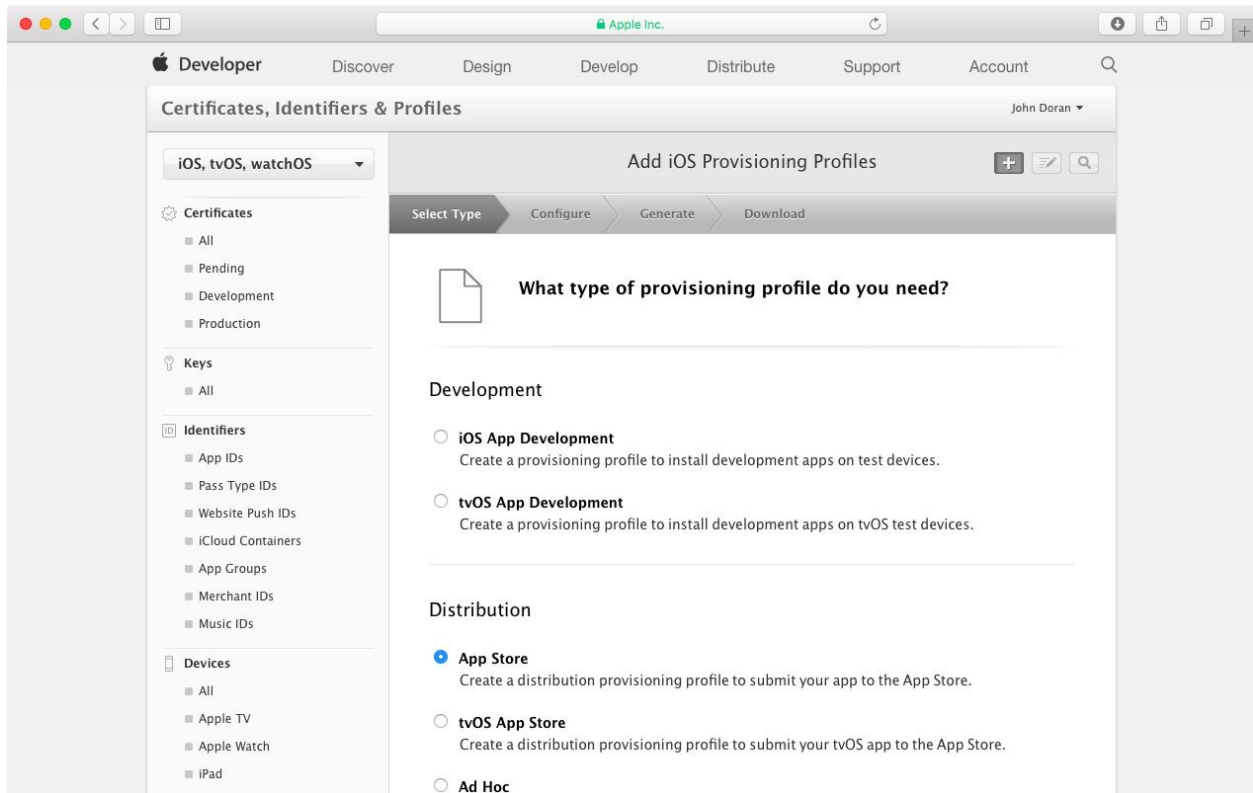 Apple Inc.
Developer Discover Design Develop Distribute Support Account
Certificates, Identifiers & Profiles
John Doran
iOS, tvOS, watchOS
Add iOS Provisioning Profiles
Select Type Configure Generate Download
Certificates
All
Pending
Development
Production
Keys
All
ID Identifiers
App IDs
Pass Type IDs
Website Push IDs
iCloud Containers
App Groups
Merchant IDs
Music IDs
Devices
All
Apple TV
Apple Watch
iPad
What type of provisioning profile do you need?
Development
iOS App Development
Create a provisioning profile to install development apps on test devices.
tvOS App Development
Create a provisioning profile to install development apps on tvOS test devices.
Distribution
App Store
Create a distribution provisioning profile to submit your app to the App Store.
tvOS App Store
Create a distribution provisioning profile to submit your tvOS app to the App Store.
Ad Hoc